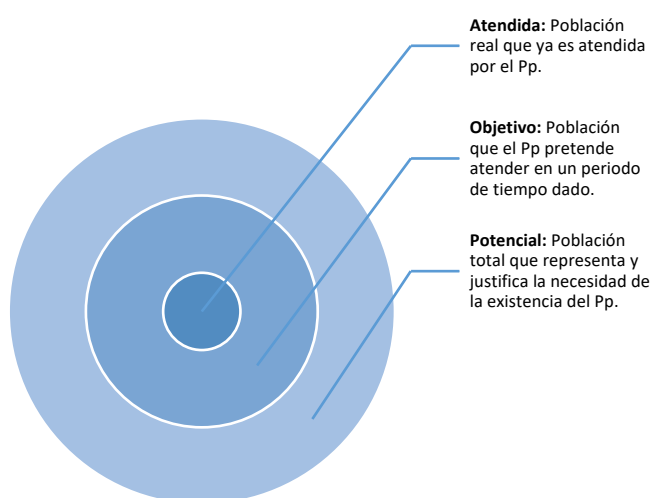 Atendida: Población
real que ya es atendida
por el Pp.
Objetivo: Población
que el Pp pretende
atender en un periodo
de tiempo dado.
Potencial: Población
total que representa y
justifica la necesidad de
la existencia del Pp.